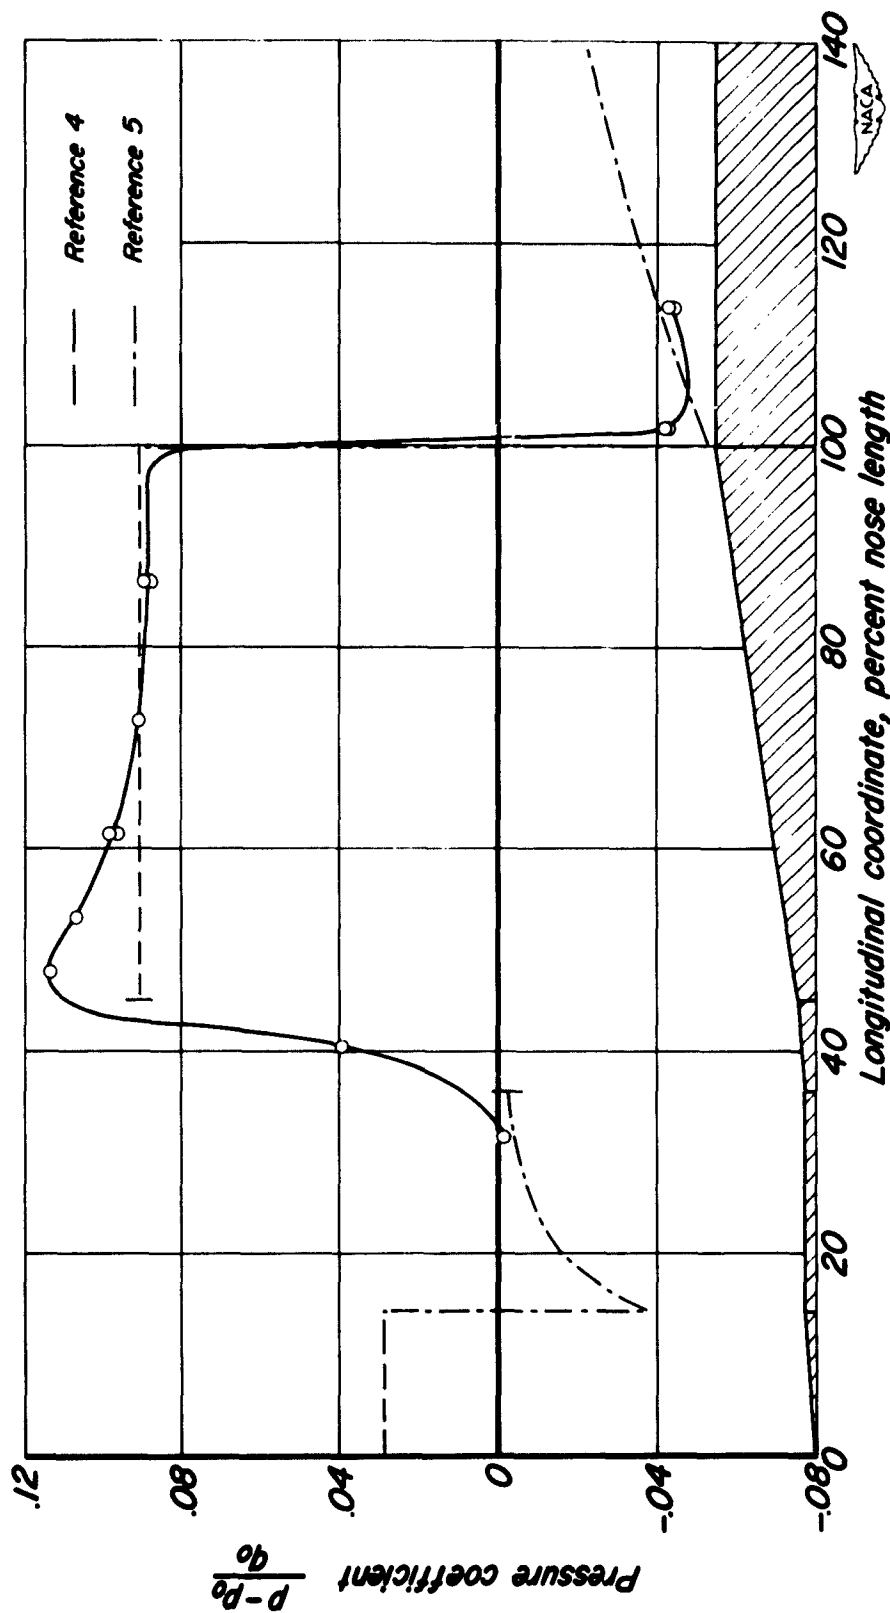 .12
.08
.04
0
-.04
-.08
Pressure coefficient
p - p₀
q₀
Reference 4
Reference 5
0
20
40
60
80
100
120
140
Longitudinal coordinate, percent nose length
NACA